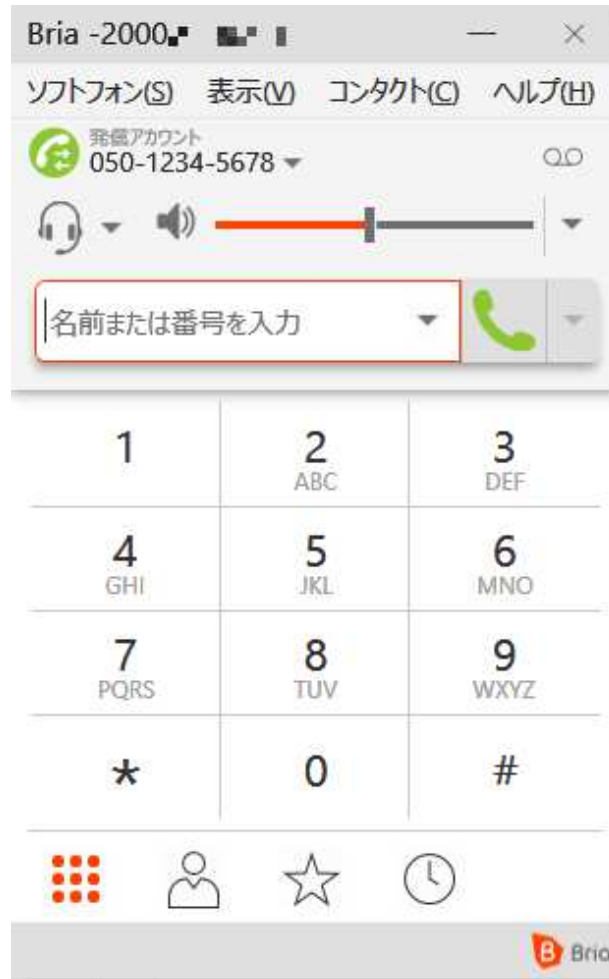 Bria -2000
ソフトフォン(S) 表示(V) コンタクト(C) ヘルプ(H)
発信アカウント
050-1234-5678
名前または番号を入力
1 2 3
ABC DEF
4 5 6
GHI JKL MNO
7 8 9
PQRS TUV WXYZ
* 0 #
Bria